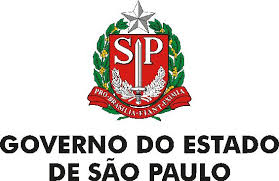 SP
PRO·BRASILIA·FIANT·EXIMIA
GOVERNO DO ESTADO
DE SÃO PAULO